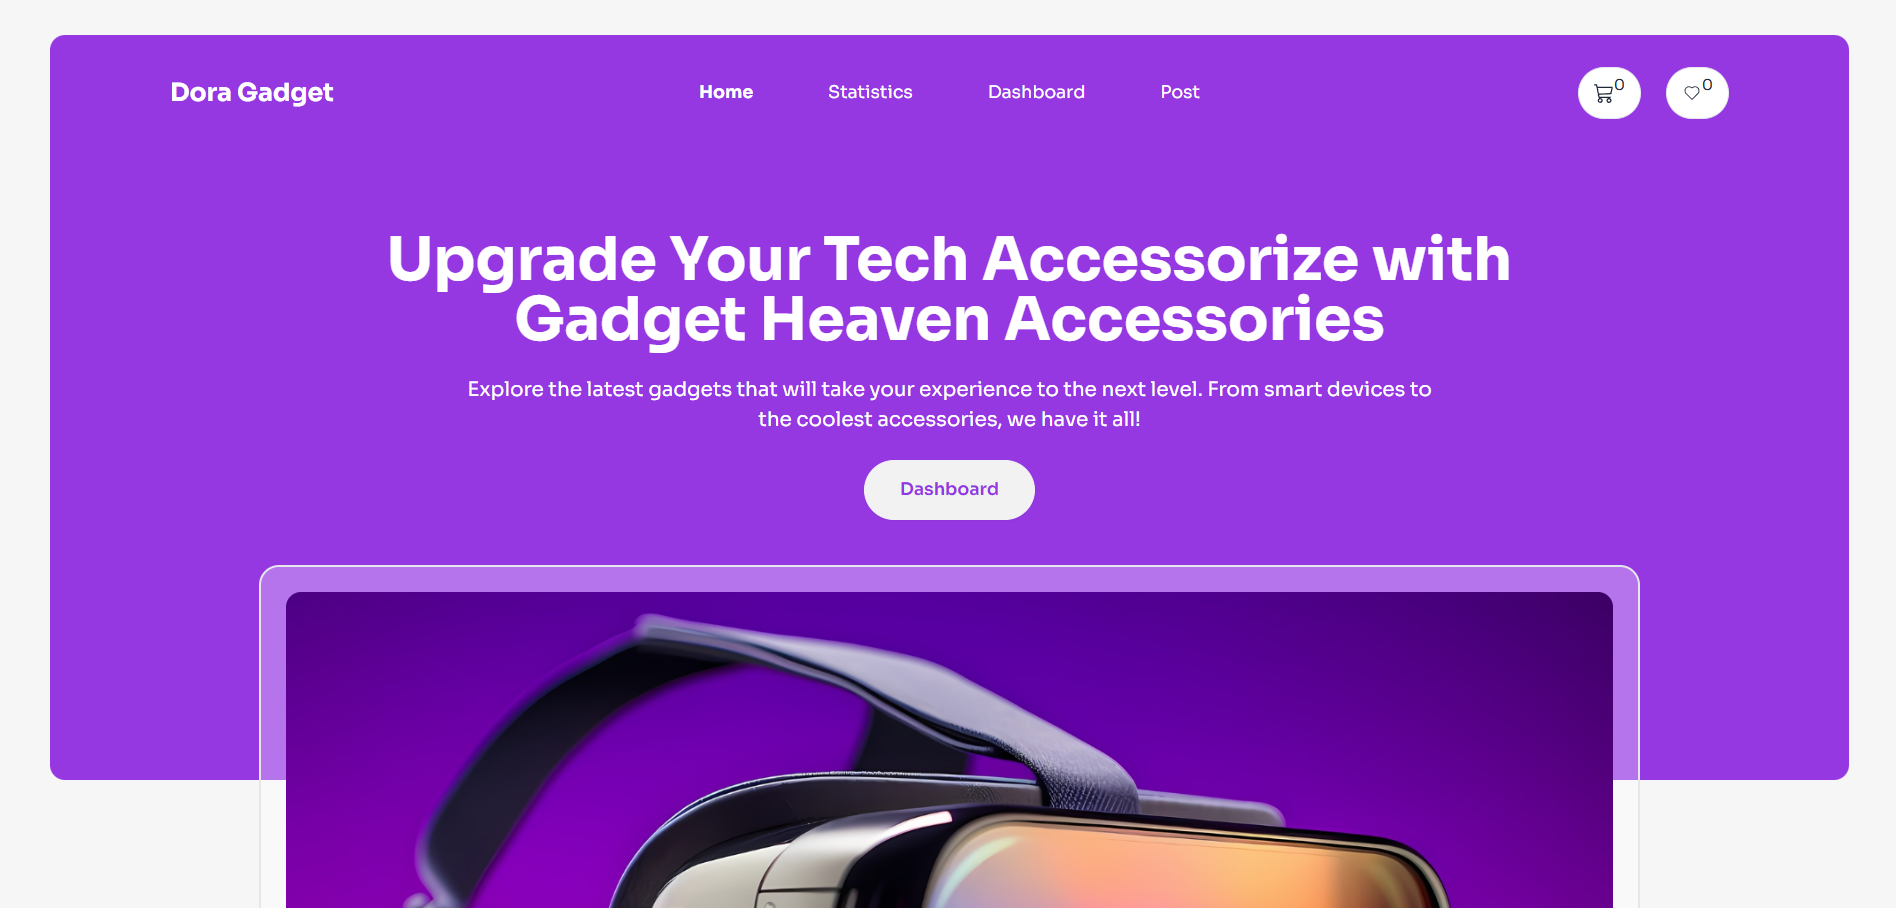 Dora Gadget
Home
Statistics
Dashboard
Post
0
0
Upgrade Your Tech Accessorize with
Gadget Heaven Accessories
Explore the latest gadgets that will take your experience to the next level. From smart devices to
the coolest accessories, we have it all!
Dashboard